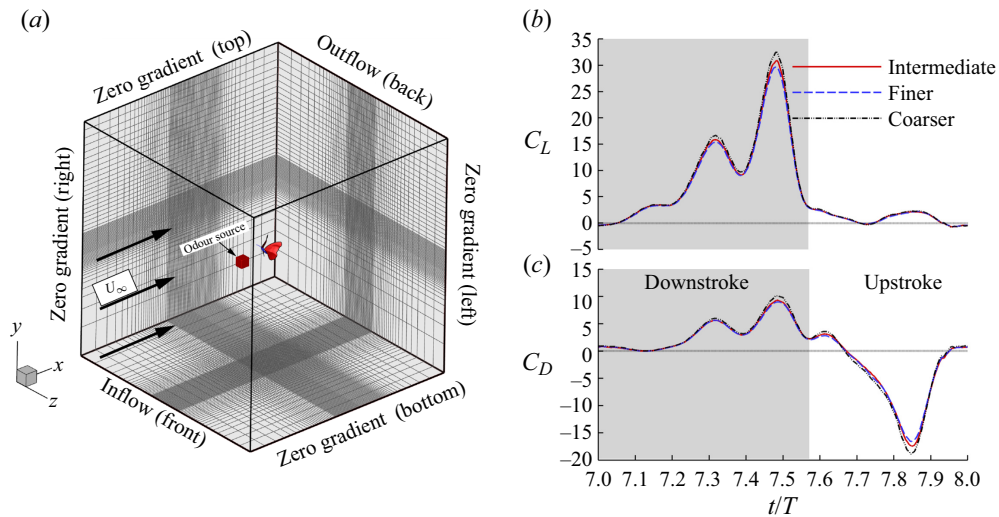 (a)
Zero gradient (top)
Outflow (back)
Zero gradient (right)
Zero gradient (left)
Odour source
U∞
y
x
z
Inflow (front)
Zero gradient (bottom)
(b)
35
30
25
20
15
10
5
0
–5
C_L
Intermediate
Finer
Coarser
(c)
15
10
5
0
–5
–10
–15
–20
C_D
Downstroke
Upstroke
7.0 7.1 7.2 7.3 7.4 7.5 7.6 7.7 7.8 7.9 8.0
t/T